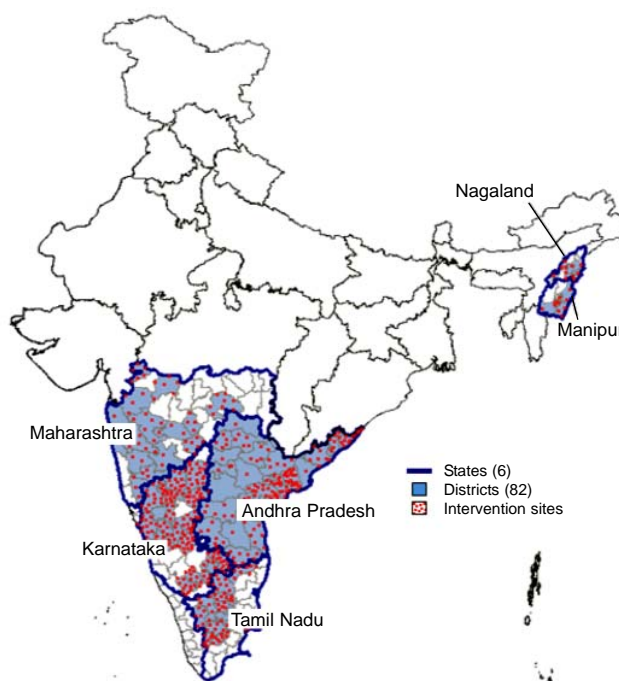 Nagaland
Manipur
Maharashtra
States (6)
Districts (82)
Andhra Pradesh
Intervention sites
Karnataka
Tamil Nadu